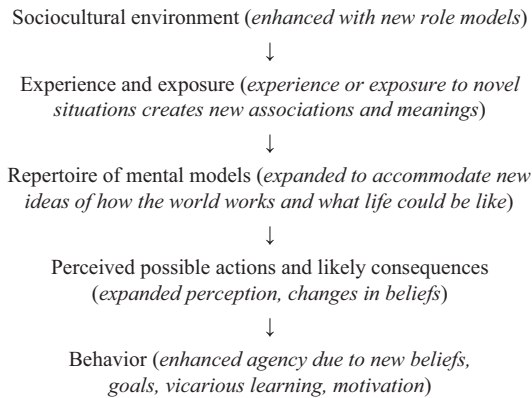 Sociocultural environment (enhanced with new role models)
↓
Experience and exposure (experience or exposure to novel
situations creates new associations and meanings)
↓
Repertoire of mental models (expanded to accommodate new
ideas of how the world works and what life could be like)
↓
Perceived possible actions and likely consequences
(expanded perception, changes in beliefs)
↓
Behavior (enhanced agency due to new beliefs,
goals, vicarious learning, motivation)